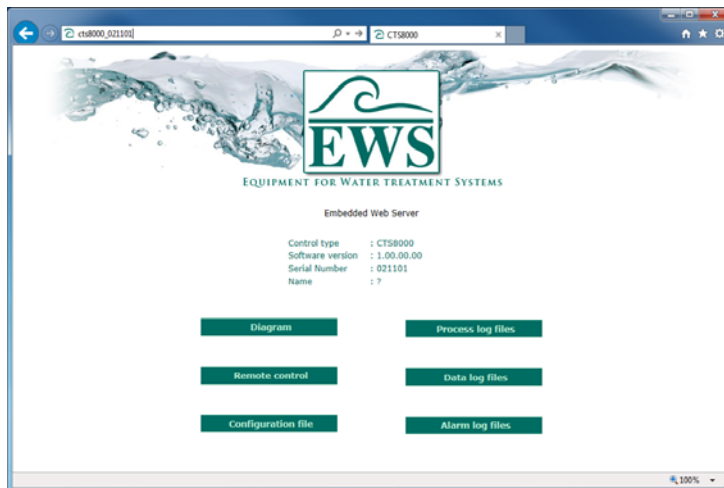 cts8000_021101
CTS8000
EWS
EQUIPMENT FOR WATER TREATMENT SYSTEMS
Embedded Web Server
Control type : CTS8000
Software version : 1.00.00.00
Serial Number : 021101
Name : ?
Diagram
Process log files
Remote control
Data log files
Configuration file
Alarm log files
100%